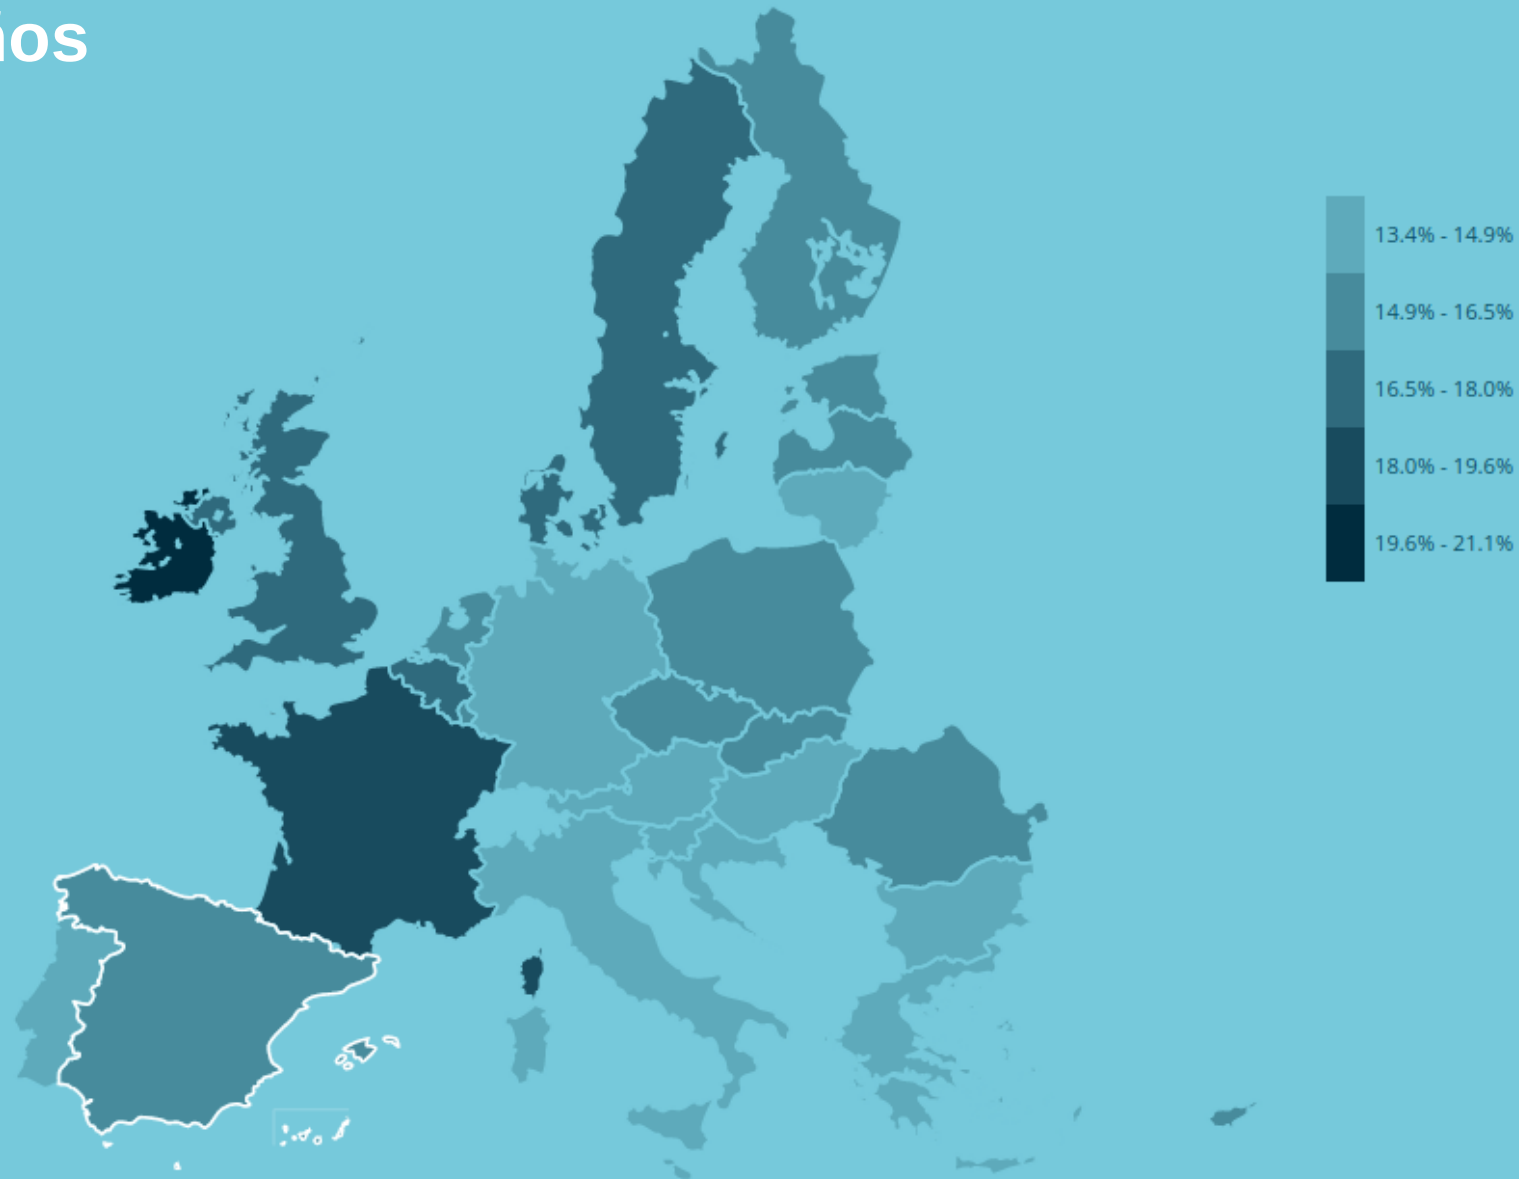 ños
13.4% - 14.9%
14.9% - 16.5%
16.5% - 18.0%
18.0% - 19.6%
19.6% - 21.1%